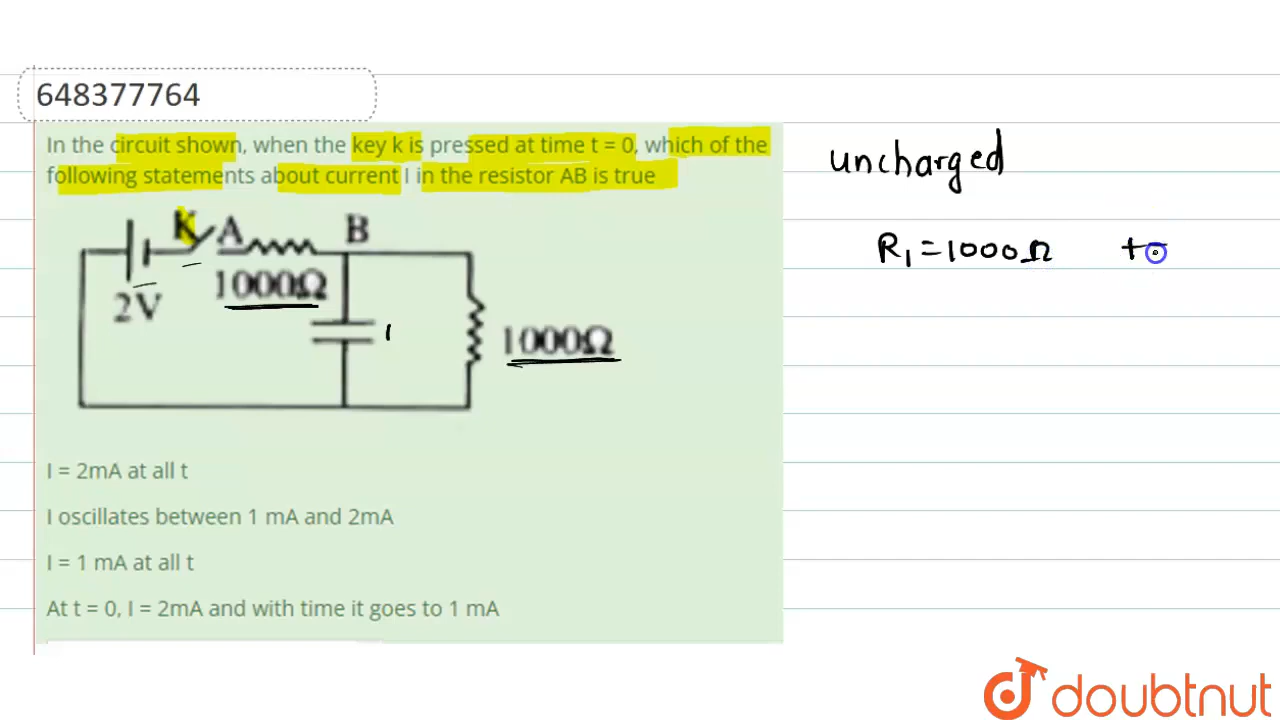 648377764
In the circuit shown, when the key k is pressed at time t = 0, which of the
following statements about current I in the resistor AB is true
uncharged
R₁=1000Ω
K A B
1000Ω
2V
1000Ω
I = 2mA at all t
I oscillates between 1 mA and 2mA
I = 1 mA at all t
At t = 0, I = 2mA and with time it goes to 1 mA
doubtnut